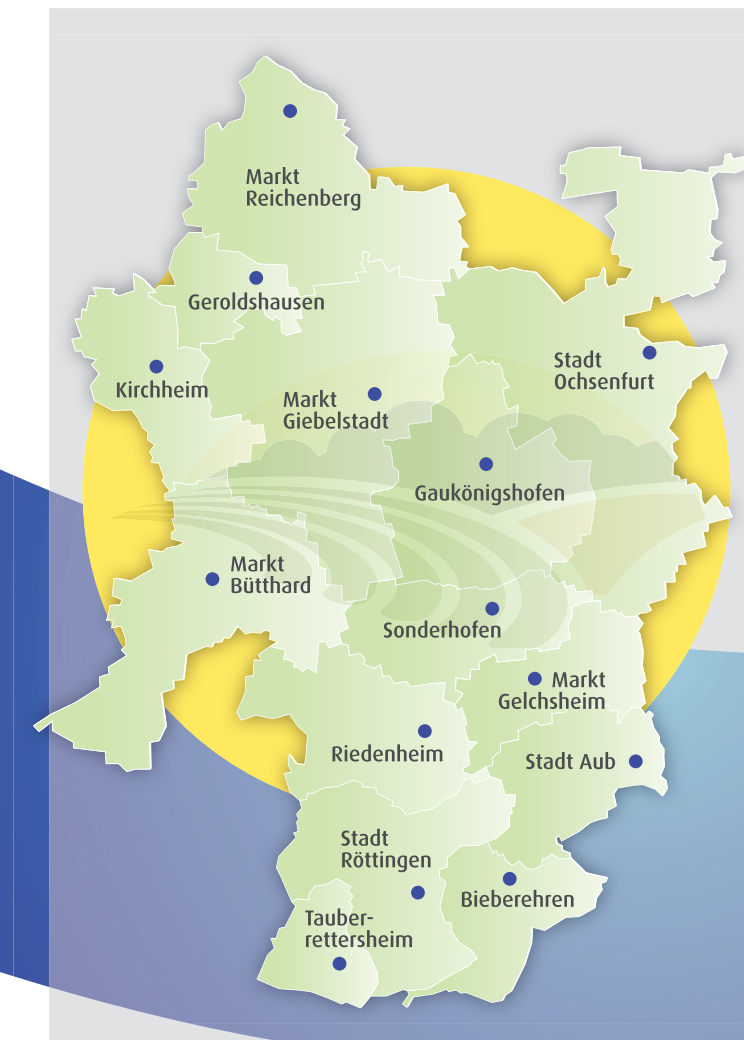 Markt
Reichenberg
Geroldshausen
Kirchheim
Markt
Giebelstadt
Stadt
Ochsenfurt
Gaukönigshofen
Markt
Bütthard
Sonderhofen
Markt
Gelchsheim
Riedenheim
Stadt Aub
Stadt
Röttingen
Bieberehren
Tauber-
rettersheim